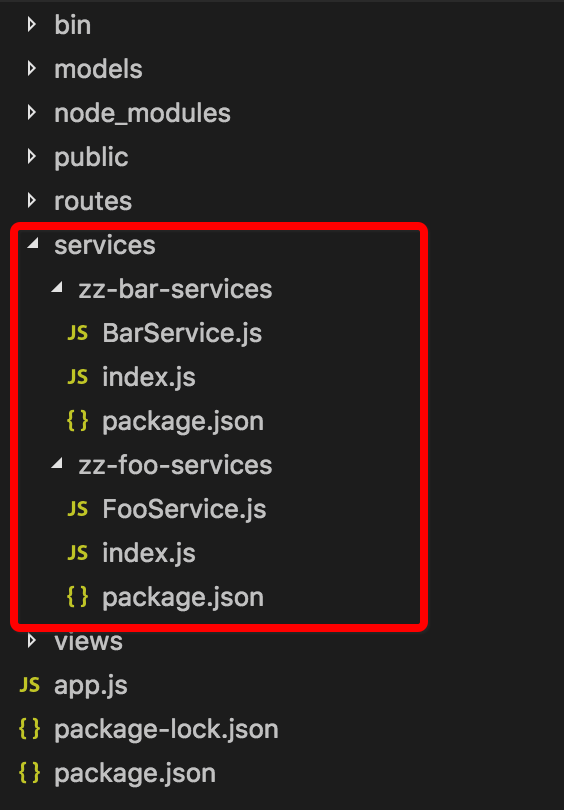 bin
models
node_modules
public
routes
services
zz-bar-services
JS BarService.js
JS index.js
{} package.json
zz-foo-services
JS FooService.js
JS index.js
{} package.json
views
JS app.js
{} package-lock.json
{} package.json